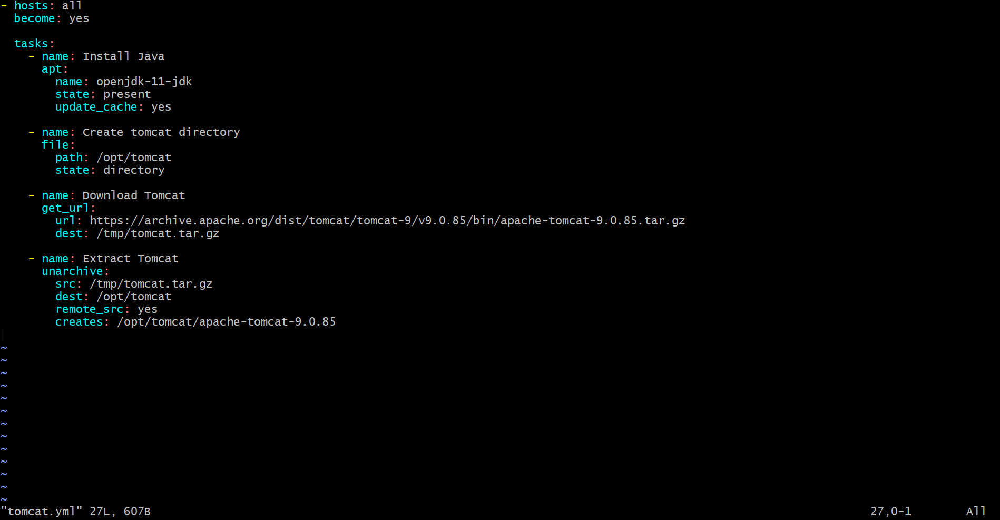 - hosts: all
  become: yes

  tasks:
    - name: Install Java
      apt:
        name: openjdk-11-jdk
        state: present
        update_cache: yes

    - name: Create tomcat directory
      file:
        path: /opt/tomcat
        state: directory

    - name: Download Tomcat
      get_url:
        url: https://archive.apache.org/dist/tomcat/tomcat-9/v9.0.85/bin/apache-tomcat-9.0.85.tar.gz
        dest: /tmp/tomcat.tar.gz

    - name: Extract Tomcat
      unarchive:
        src: /tmp/tomcat.tar.gz
        dest: /opt/tomcat
        remote_src: yes
        creates: /opt/tomcat/apache-tomcat-9.0.85

~
~
~
~
~
~
~
~
~
~
~
~
~
"tomcat.yml" 27L, 607B 27,0-1 All